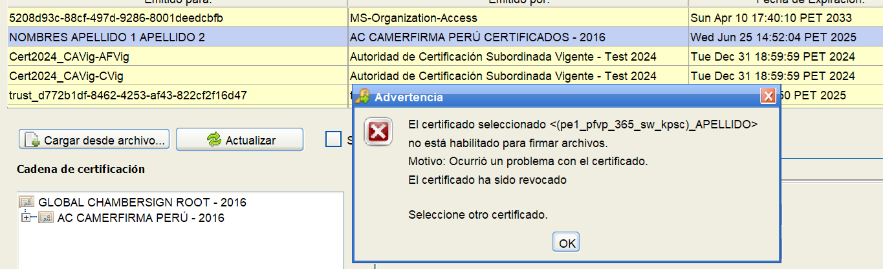 Emitido para:
Emitido por:
Fecha de Expiración:
5208d93c-88cf-497d-9286-8001deedcbfb
MS-Organization-Access
Sun Apr 10 17:40:10 PET 2033
NOMBRES APELLIDO 1 APELLIDO 2
AC CAMERFIRMA PERÚ CERTIFICADOS - 2016
Wed Jun 25 14:52:04 PET 2025
Cert2024_CAVig-AFVig
Autoridad de Certificación Subordinada Vigente - Test 2024
Tue Dec 31 18:59:59 PET 2024
Cert2024_CAVig-CVig
Autoridad de Certificación Subordinada Vigente - Test 2024
Tue Dec 31 18:59:59 PET 2024
trust_d772b1df-8462-4253-af43-822cf2f16d47
PET 2025
Advertencia
El certificado seleccionado <(pe1_pfvp_365_sw_kpsc)_APELLIDO>
no está habilitado para firmar archivos.
Motivo: Ocurrió un problema con el certificado.
El certificado ha sido revocado
Seleccione otro certificado.
OK
Cargar desde archivo...
Actualizar
S
Cadena de certificación
GLOBAL CHAMBERSIGN ROOT - 2016
AC CAMERFIRMA PERÚ - 2016